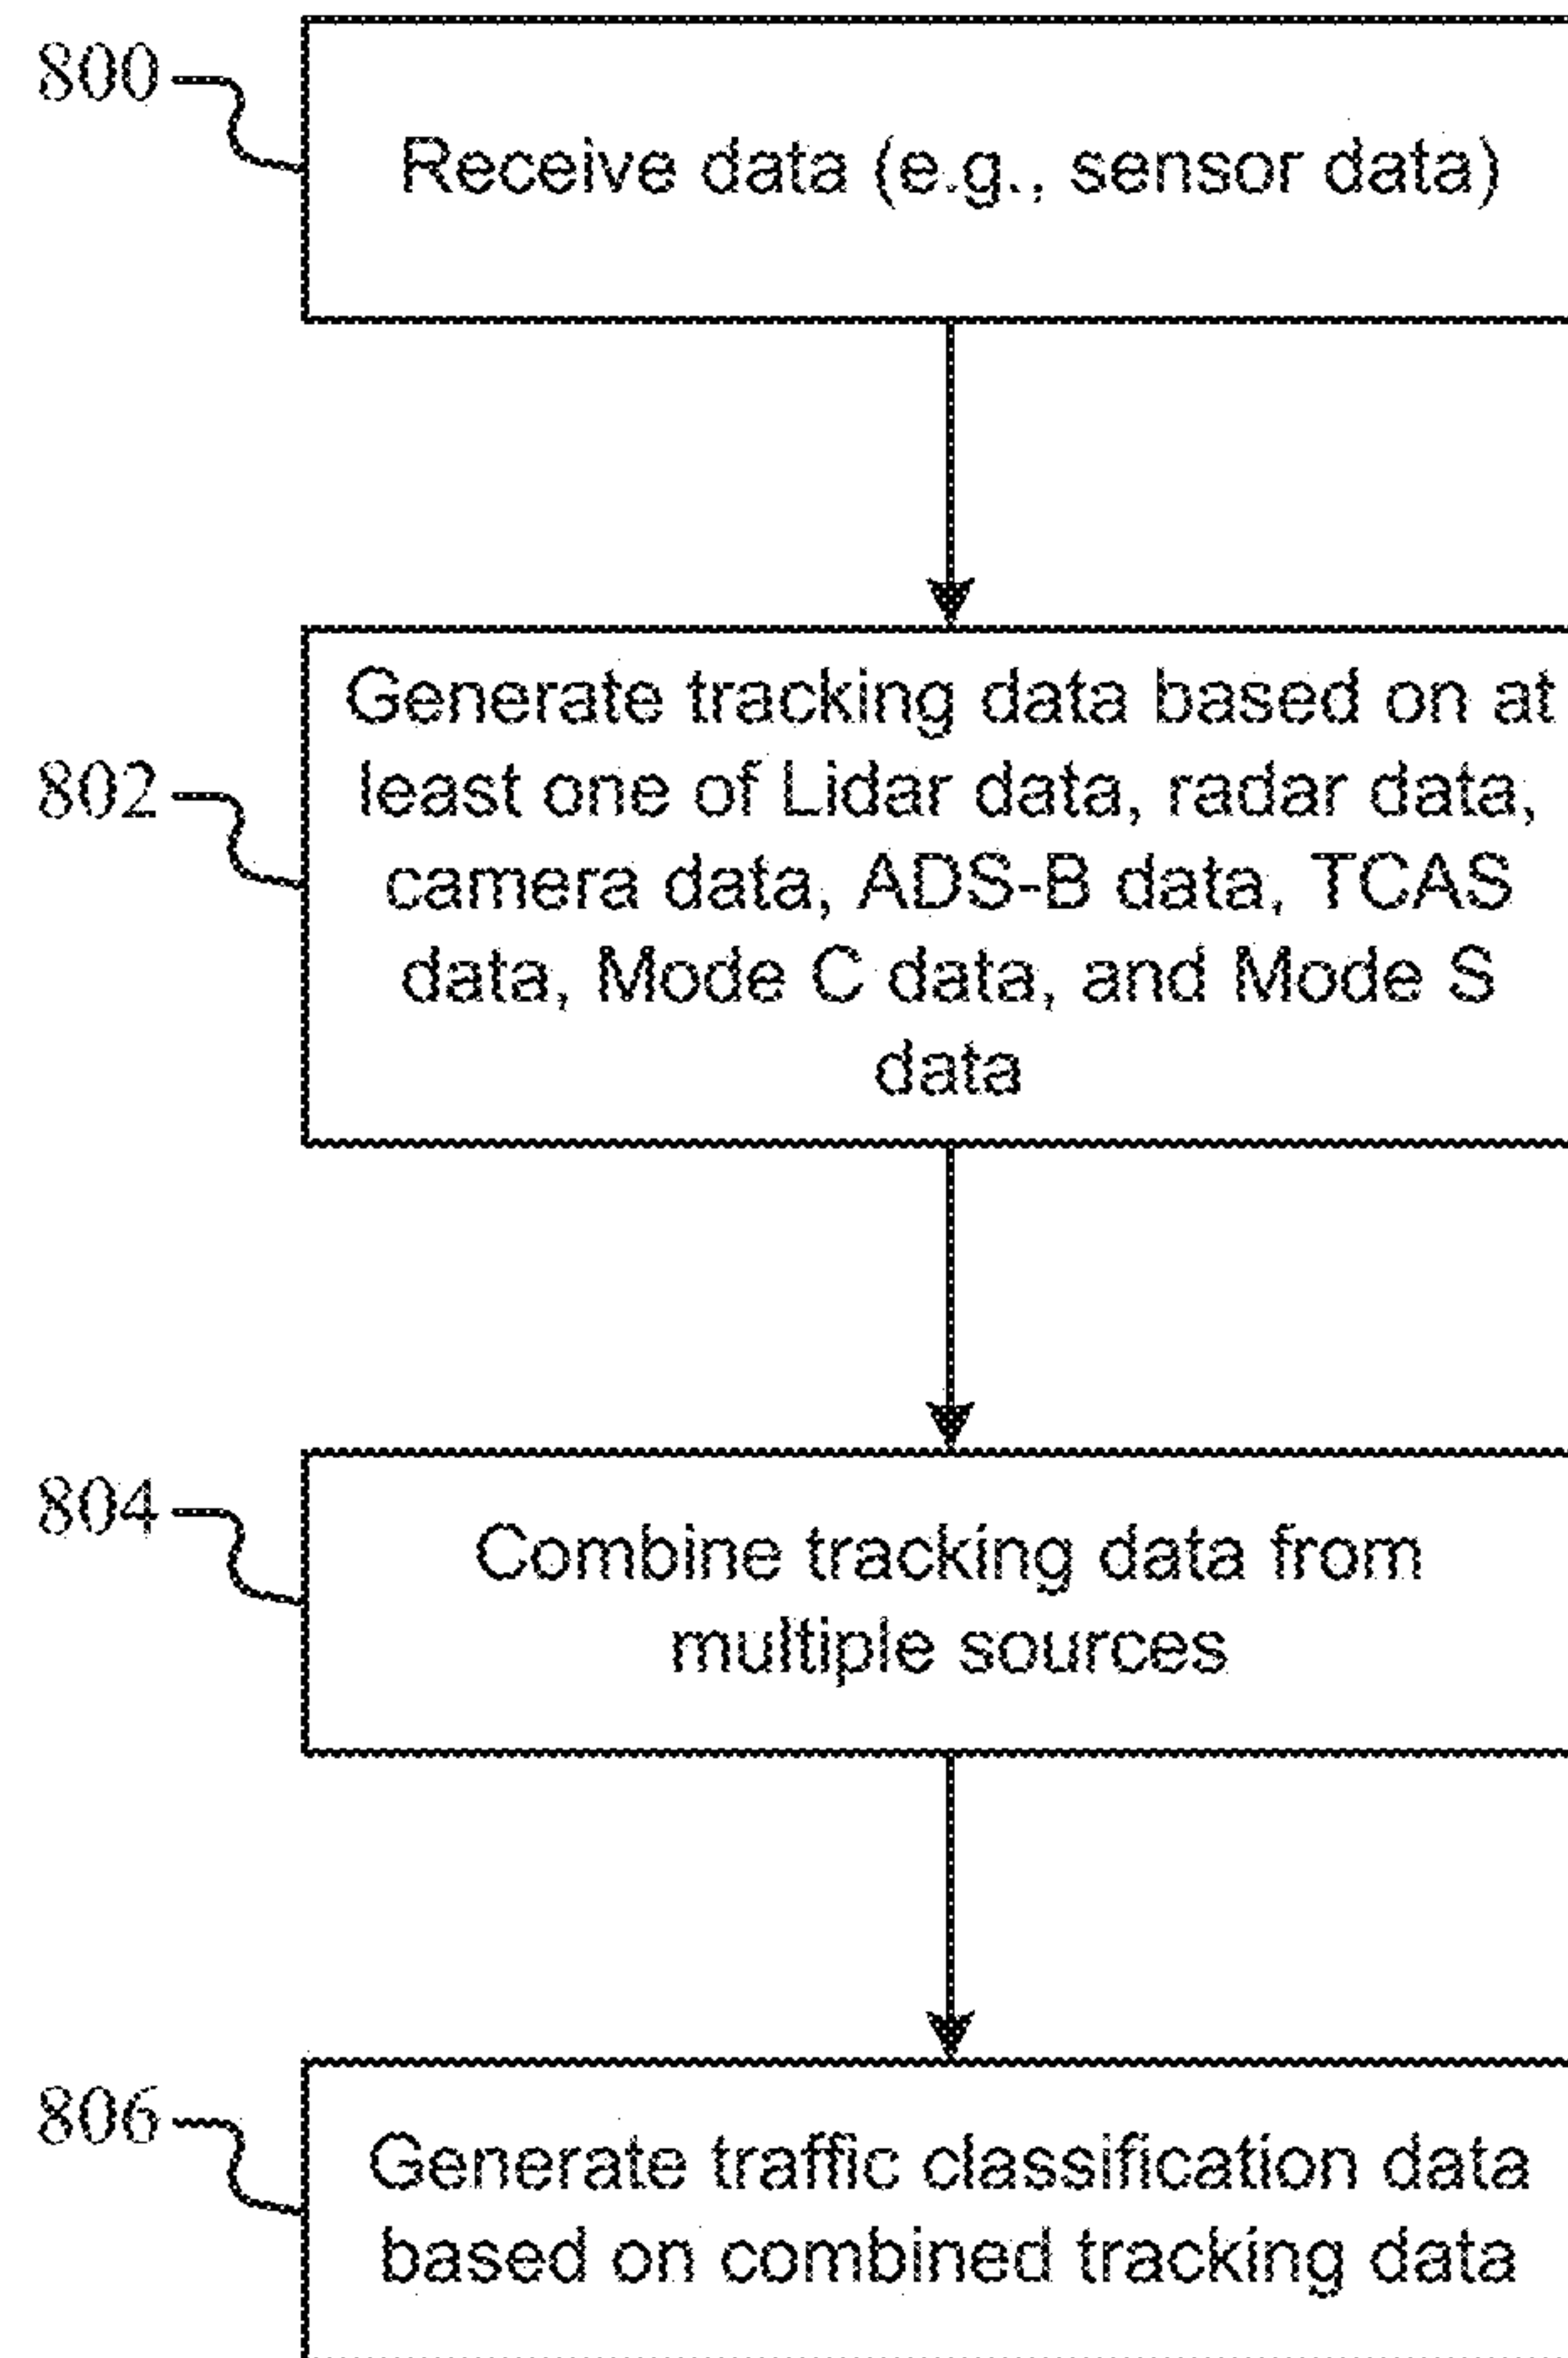 800
Receive data (e.g., sensor data)
802
Generate tracking data based on at
least one of Lidar data, radar data,
camera data, ADS-B data, TCAS
data, Mode C data, and Mode S
data
804
Combine tracking data from
multiple sources
806
Generate traffic classification data
based on combined tracking data